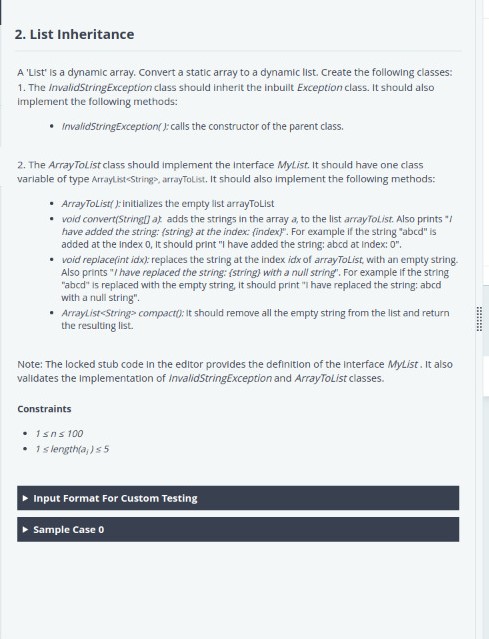 2. List Inheritance
A 'List' is a dynamic array. Convert a static array to a dynamic list. Create the following classes:
1. The InvalidStringException class should inherit the inbuilt Exception class. It should also
implement the following methods:
• InvalidStringException( ): calls the constructor of the parent class.
2. The ArrayToList class should implement the interface MyList. It should have one class
variable of type ArrayList<String>, arrayToList. It should also implement the following methods:
• ArrayToList( ): initializes the empty list arrayToList
• void convert(String[] a): adds the strings in the array a, to the list arrayToList. Also prints "I
have added the string: {string} at the index: {index}". For example if the string "abcd" is
added at the index 0, it should print "I have added the string: abcd at index: 0".
• void replace(int idx): replaces the string at the index idx of arrayToList, with an empty string.
Also prints "I have replaced the string: {string} with a null string". For example if the string
"abcd" is replaced with the empty string, it should print "I have replaced the string: abcd
with a null string".
• ArrayList<String> compact(): it should remove all the empty string from the list and return
the resulting list.
Note: The locked stub code in the editor provides the definition of the interface MyList . It also
validates the implementation of InvalidStringException and ArrayToList classes.
Constraints
• 1 ≤ n ≤ 100
• 1 ≤ length(aᵢ ) ≤ 5
▶ Input Format For Custom Testing
▶ Sample Case 0